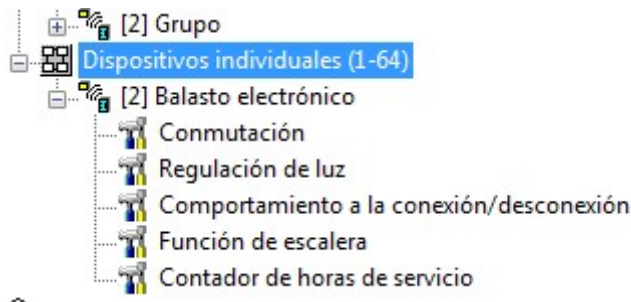 [2] Grupo
Dispositivos individuales (1-64)
[2] Balasto electrónico
Conmutación
Regulación de luz
Comportamiento a la conexión/desconexión
Función de escalera
Contador de horas de servicio